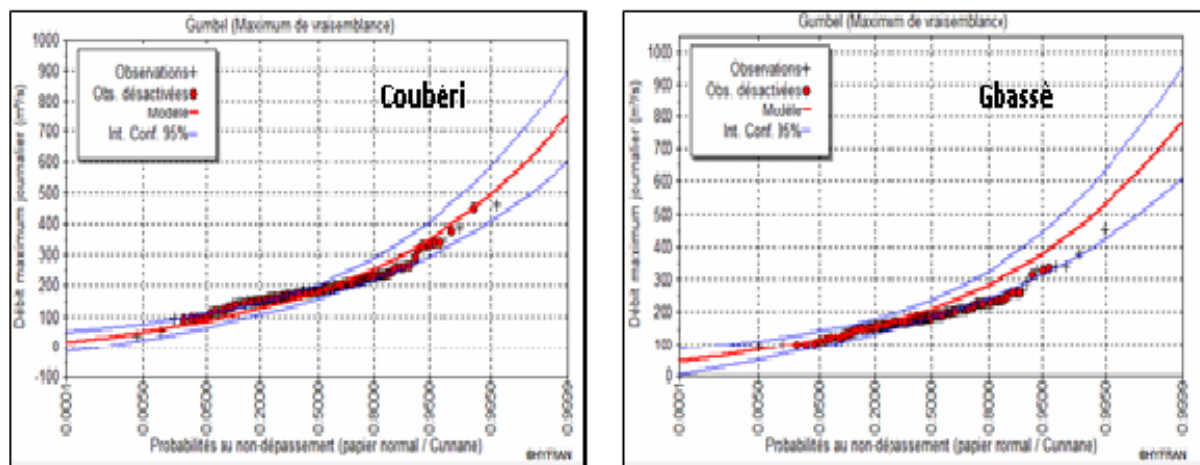 Gumbel (Maximum de vraisemblance)
Débit maximum journalier (m³/s)
1000
900
800
700
600
500
400
300
200
100
0
-100
Observations+
Obs. désactivées
Modèle
Int. Conf. 95%
Coubéri
0.0001
0.0050
0.0500
0.2000
0.5000
0.8000
0.9500
0.9950
0.9999
Probabilités au non-dépassement (papier normal / Cunnane)
©HYFRAN
Gumbel (Maximum de vraisemblance)
Débit maximum journalier (m³/s)
1000
900
800
700
600
500
400
300
200
100
0
Observations+
Obs. désactivées
Modèle
Int. Conf. 95%
Gbassè
0.0001
0.0050
0.0500
0.2000
0.5000
0.8000
0.9500
0.9950
0.9999
Probabilités au non-dépassement (papier normal / Cunnane)
©HYFRAN